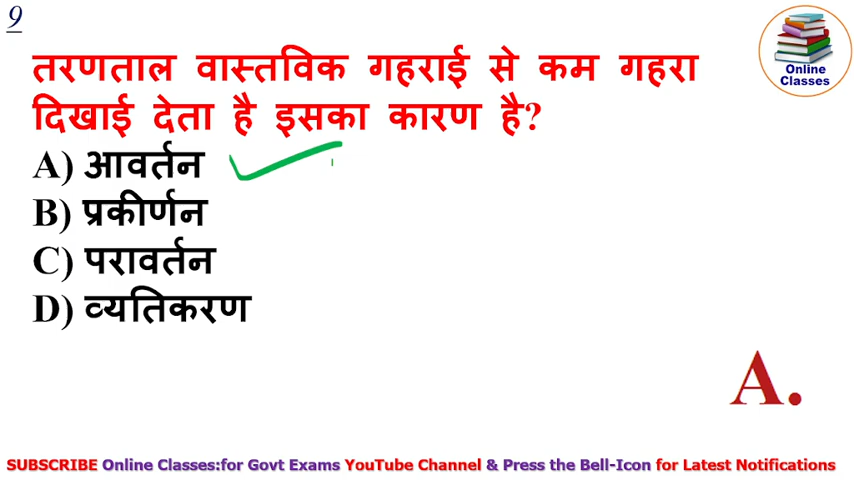 9
Online
Classes
तरणताल वास्तविक गहराई से कम गहरा
दिखाई देता है इसका कारण है?
A) आवर्तन
B) प्रकीर्णन
C) परावर्तन
D) व्यतिकरण
A.
SUBSCRIBE Online Classes:for Govt Exams YouTube Channel & Press the Bell-Icon for Latest Notifications